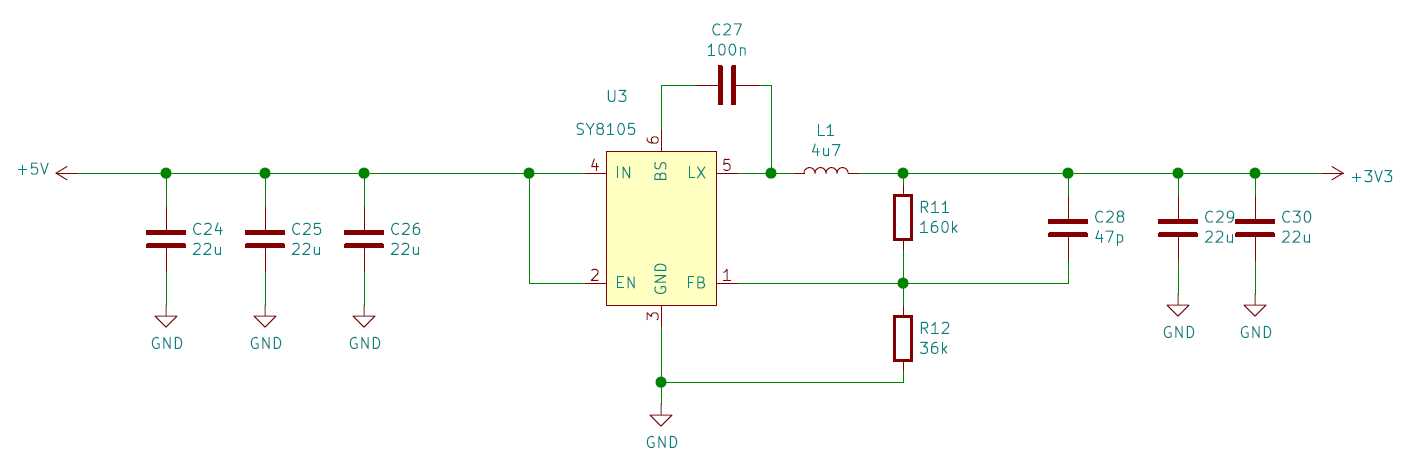 C27
100n
U3
SY8105
6
L1
4u7
+5V
4
IN
BS
LX
5
+3V3
C24
22u
C25
22u
C26
22u
R11
160k
C28
47p
C29
22u
C30
22u
2
EN
GND
FB
1
3
R12
36k
GND
GND
GND
GND
GND
GND